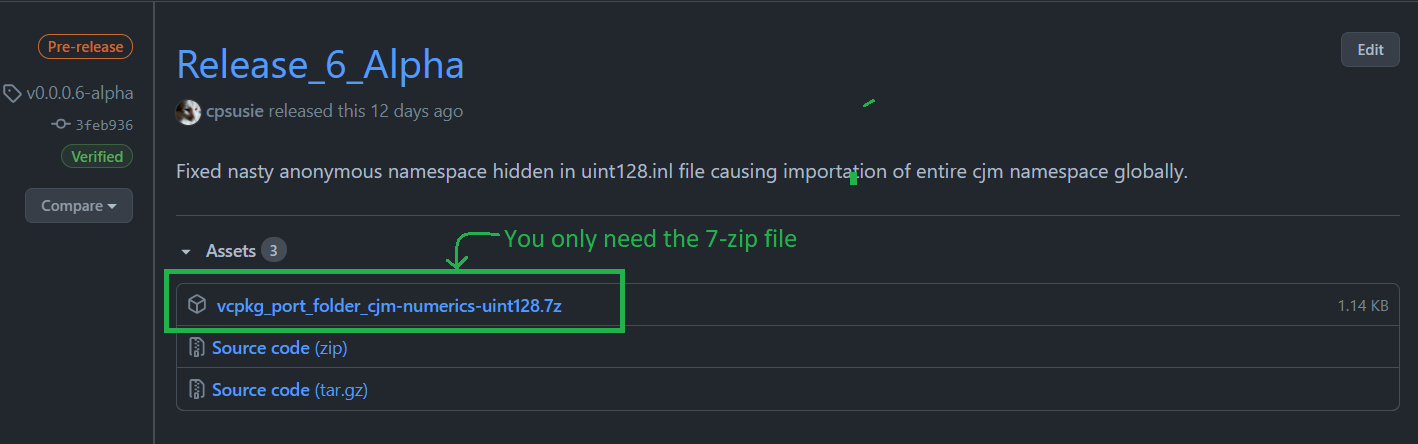 Pre-release
v0.0.0.6-alpha
3feb936
Verified
Compare
Release_6_Alpha
Edit
cpsusie released this 12 days ago
Fixed nasty anonymous namespace hidden in uint128.inl file causing importation of entire cjm namespace globally.
You only need the 7-zip file
Assets 3
vcpkg_port_folder_cjm-numerics-uint128.7z 1.14 KB
Source code (zip)
Source code (tar.gz)